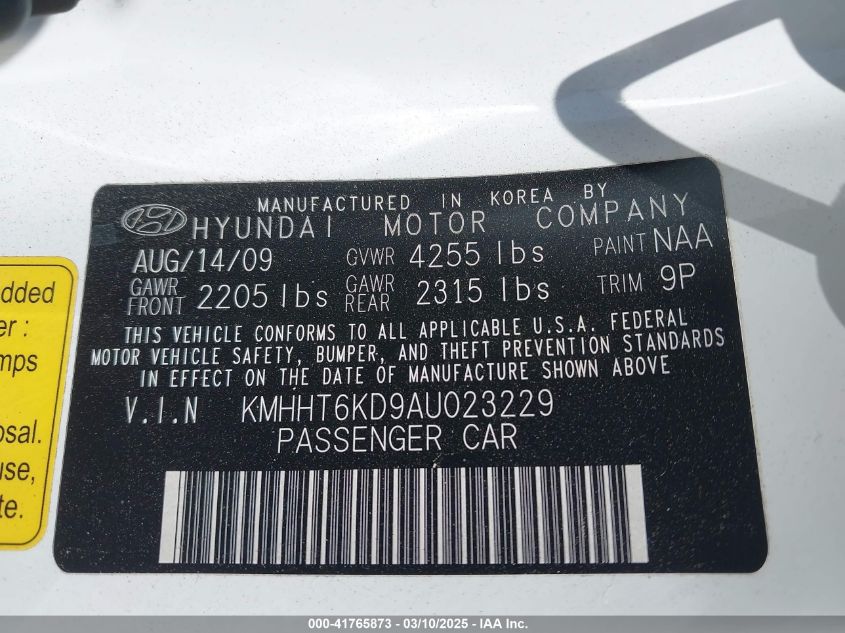 MANUFACTURED IN KOREA BY
HYUNDAI MOTOR COMPANY
AUG/14/09 GVWR 4255 lbs PAINT NAA
GAWR FRONT 2205 lbs GAWR REAR 2315 lbs TRIM 9P
THIS VEHICLE CONFORMS TO ALL APPLICABLE U.S.A. FEDERAL
MOTOR VEHICLE SAFETY, BUMPER, AND THEFT PREVENTION STANDARDS
IN EFFECT ON THE DATE OF MANUFACTURE SHOWN ABOVE
V.I.N KMHHT6KD9AU023229
PASSENGER CAR
dded
er :
mps
osal.
use,
te.
000-41765873 - 03/10/2025 - IAA Inc.